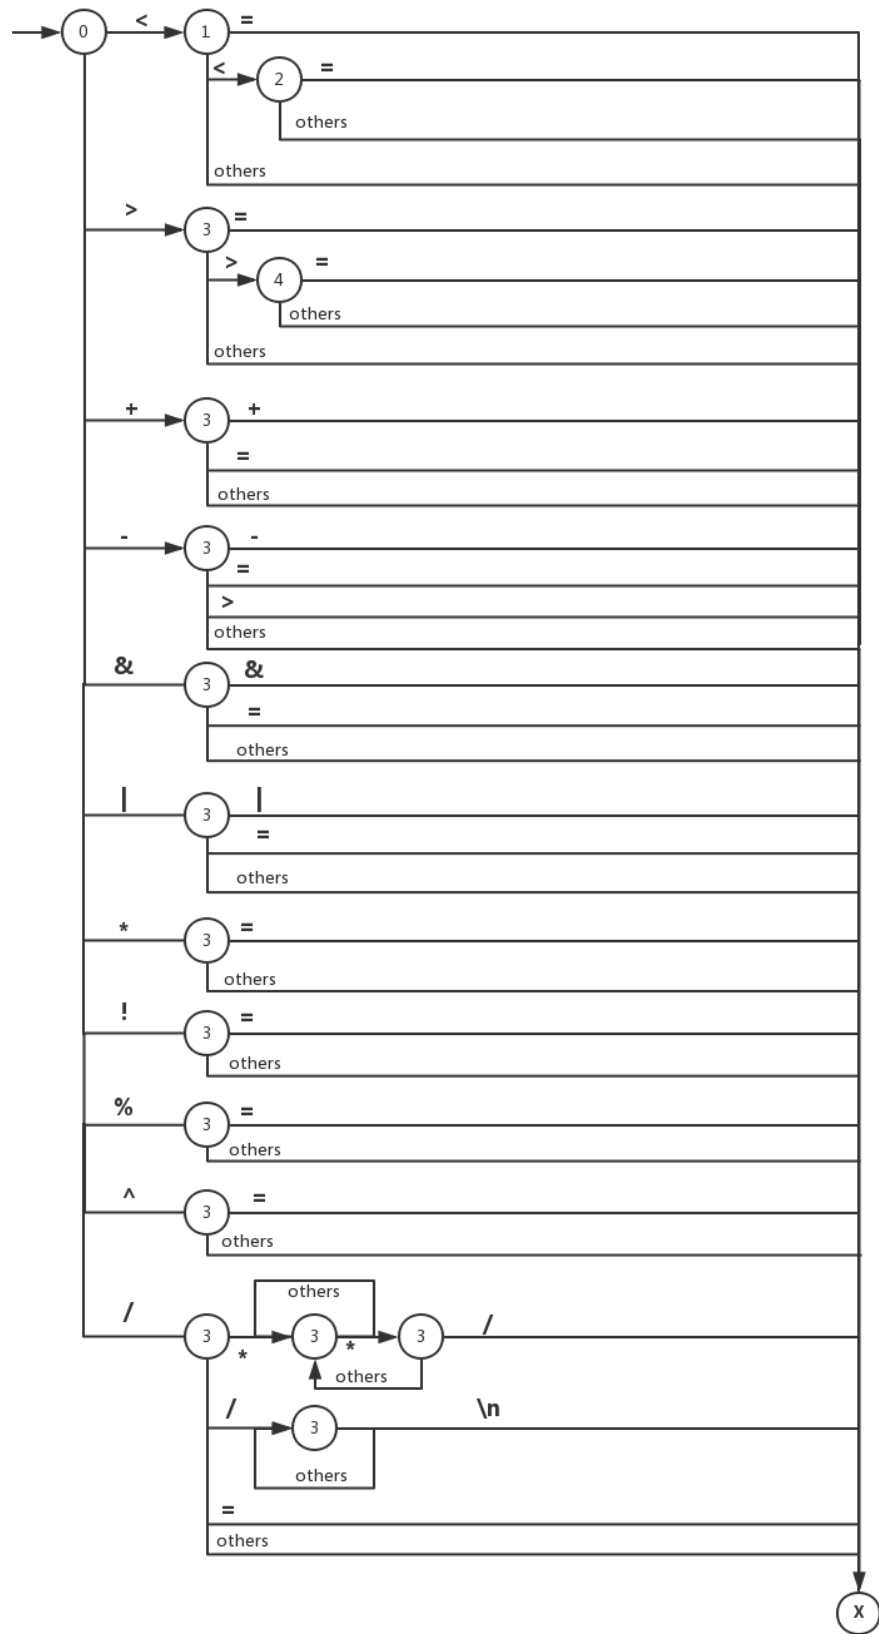 0 < 1 =
< 2 =
others
others
> 3 =
> 4 =
others
others
+ 3 +
=
others
- 3 -
=
>
others
& 3 &
=
others
| 3 |
=
others
* 3 =
others
! 3 =
others
% 3 =
others
^ 3 =
others
others
/ 3 * 3 * 3 /
others
/ 3 \n
others
=
others
X